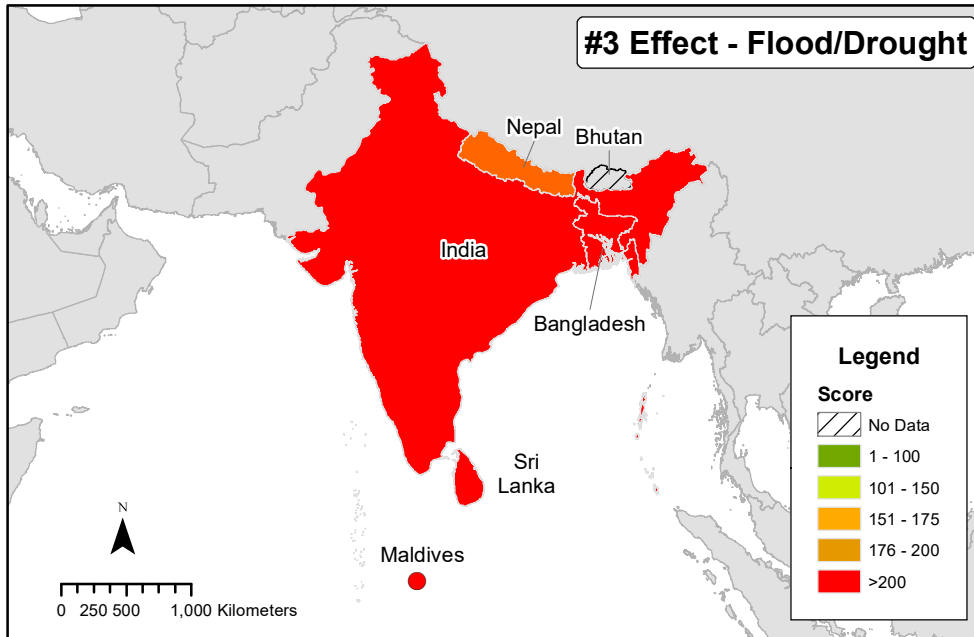 #3 Effect - Flood/Drought
Nepal
Bhutan
India
Bangladesh
Sri
Lanka
Maldives
N
0 250 500 1,000 Kilometers
Legend
Score
No Data
1 - 100
101 - 150
151 - 175
176 - 200
>200